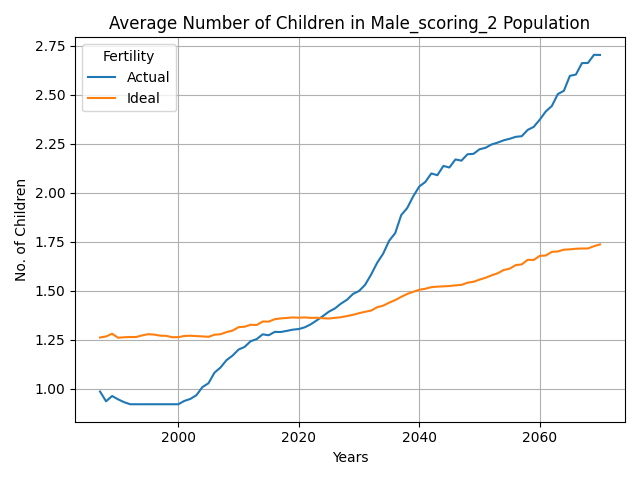 Average Number of Children in Male_scoring_2 Population
Fertility
Actual
Ideal
No. of Children
2.75
2.50
2.25
2.00
1.75
1.50
1.25
1.00
2000 2020 2040 2060
Years